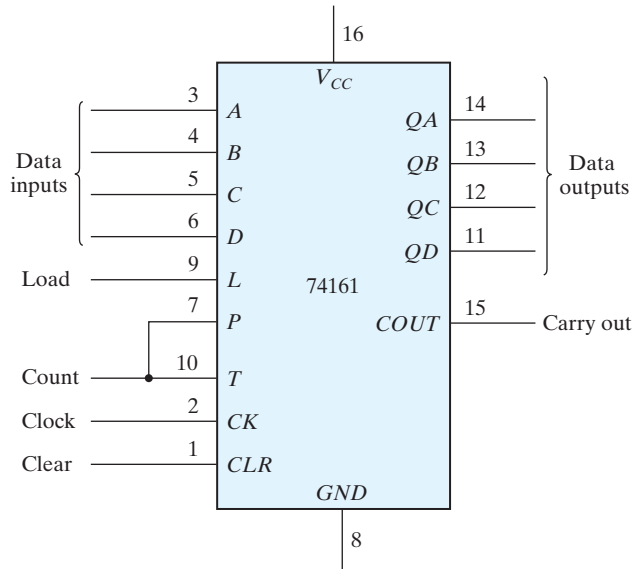 16
V_CC
3 A
4 B
5 C
6 D
Data inputs
Load 9 L
7 P
Count 10 T
Clock 2 CK
Clear 1 CLR
74161
QA 14
QB 13
QC 12
QD 11
Data outputs
COUT 15 Carry out
GND
8